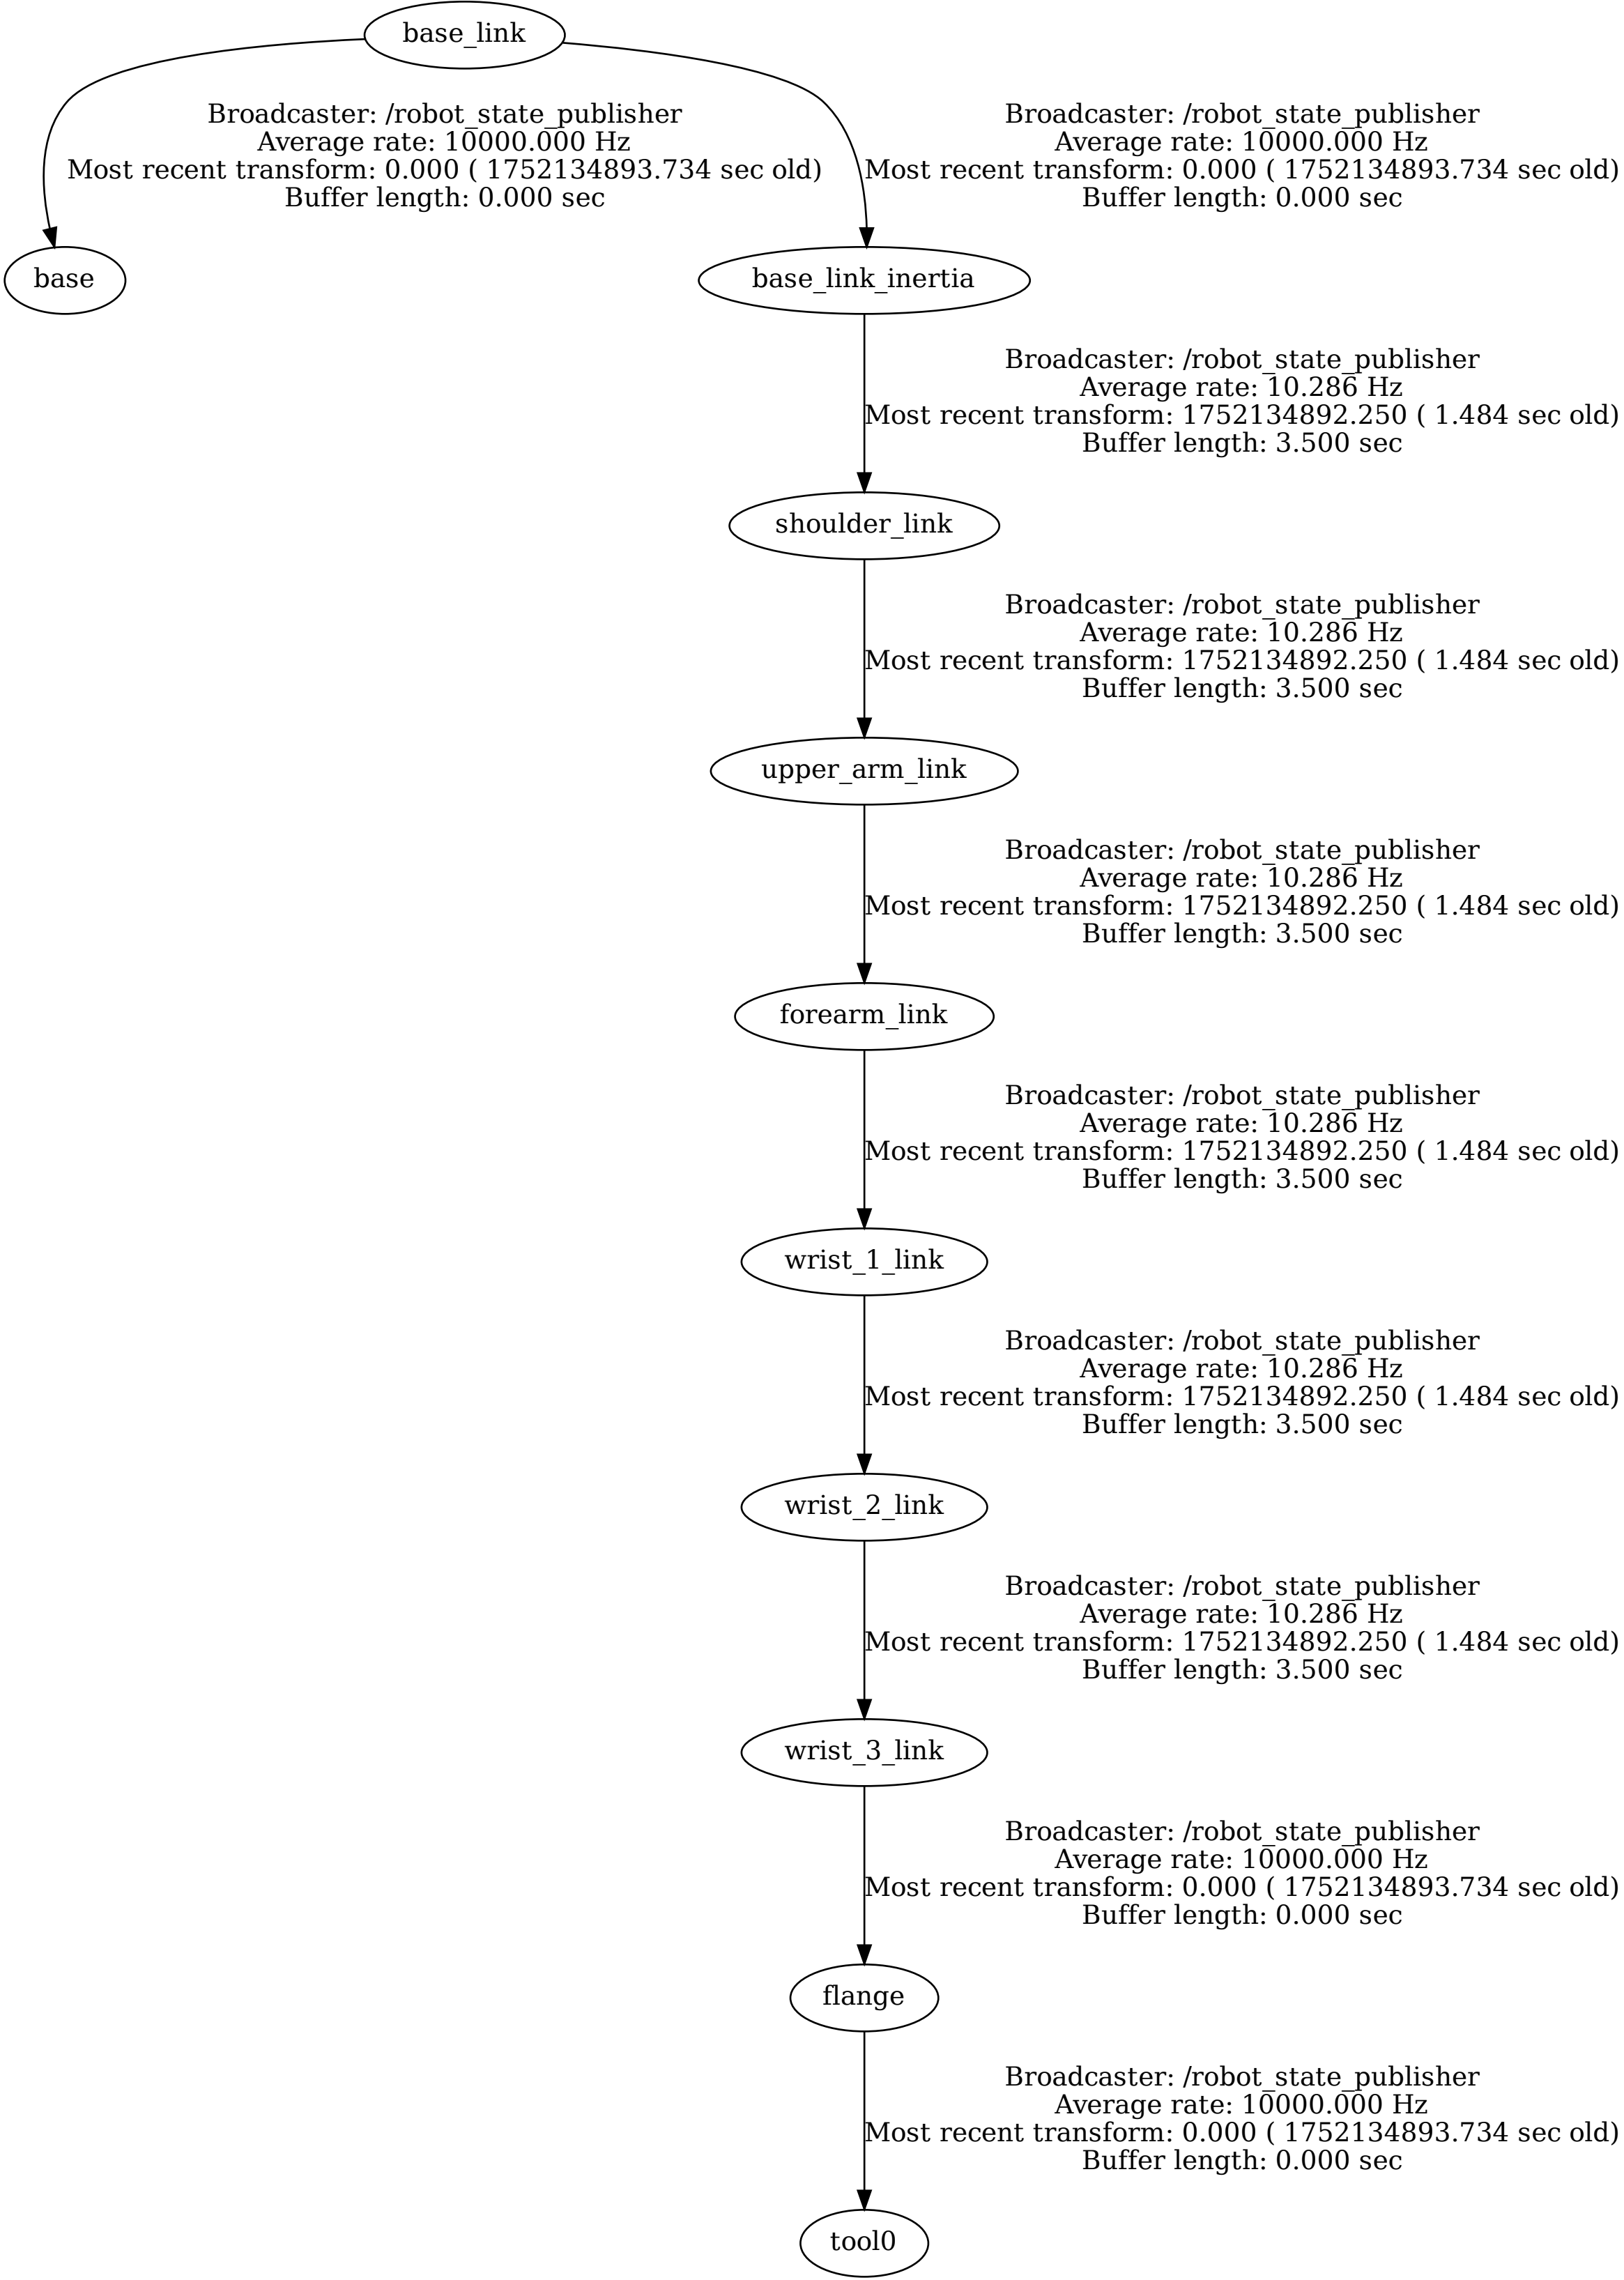 base_link
Broadcaster: /robot_state_publisher
Average rate: 10000.000 Hz
Most recent transform: 0.000 ( 1752134893.734 sec old)
Buffer length: 0.000 sec
Broadcaster: /robot_state_publisher
Average rate: 10000.000 Hz
Most recent transform: 0.000 ( 1752134893.734 sec old)
Buffer length: 0.000 sec
base
base_link_inertia
Broadcaster: /robot_state_publisher
Average rate: 10.286 Hz
Most recent transform: 1752134892.250 ( 1.484 sec old)
Buffer length: 3.500 sec
shoulder_link
Broadcaster: /robot_state_publisher
Average rate: 10.286 Hz
Most recent transform: 1752134892.250 ( 1.484 sec old)
Buffer length: 3.500 sec
upper_arm_link
Broadcaster: /robot_state_publisher
Average rate: 10.286 Hz
Most recent transform: 1752134892.250 ( 1.484 sec old)
Buffer length: 3.500 sec
forearm_link
Broadcaster: /robot_state_publisher
Average rate: 10.286 Hz
Most recent transform: 1752134892.250 ( 1.484 sec old)
Buffer length: 3.500 sec
wrist_1_link
Broadcaster: /robot_state_publisher
Average rate: 10.286 Hz
Most recent transform: 1752134892.250 ( 1.484 sec old)
Buffer length: 3.500 sec
wrist_2_link
Broadcaster: /robot_state_publisher
Average rate: 10.286 Hz
Most recent transform: 1752134892.250 ( 1.484 sec old)
Buffer length: 3.500 sec
wrist_3_link
Broadcaster: /robot_state_publisher
Average rate: 10000.000 Hz
Most recent transform: 0.000 ( 1752134893.734 sec old)
Buffer length: 0.000 sec
flange
Broadcaster: /robot_state_publisher
Average rate: 10000.000 Hz
Most recent transform: 0.000 ( 1752134893.734 sec old)
Buffer length: 0.000 sec
tool0